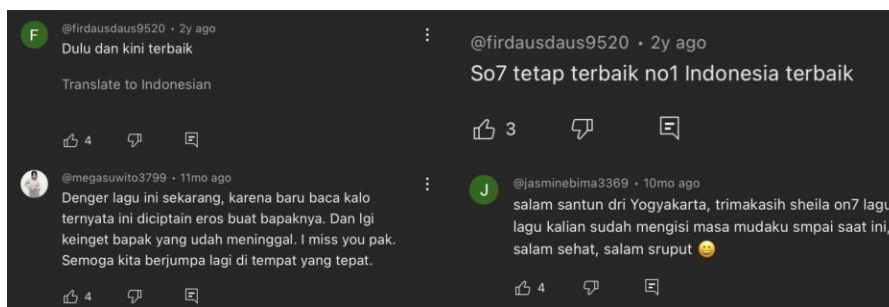 F
@firdausdaus9520 • 2y ago
Dulu dan kini terbaik
Translate to Indonesian
4
@megasuwito3799 • 11mo ago
Denger lagu ini sekarang, karena baru baca kalo
ternyata ini diciptain eros buat bapaknya. Dan lgi
keinget bapak yang udah meninggal. I miss you pak.
Semoga kita berjumpa lagi di tempat yang tepat.
4
@firdausdaus9520 • 2y ago
So7 tetap terbaik no1 Indonesia terbaik
3
J
@jasminebima3369 • 10mo ago
salam santun dri Yogyakarta, trimakasih sheila on7 lagu
lagu kalian sudah mengisi masa mudaku smpai saat ini,
salam sehat, salam sruput 😀
4